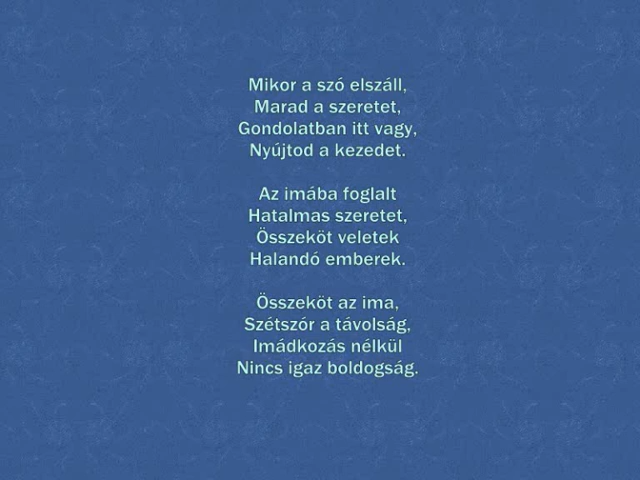 Mikor a szó elszáll,
Marad a szeretet,
Gondolatban itt vagy,
Nyújtod a kezedet.
Az imába foglalt
Hatalmas szeretet,
Összeköt veletek
Halandó emberek.
Összeköt az ima,
Szétszór a távolság,
Imádkozás nélkül
Nincs igaz boldogság.